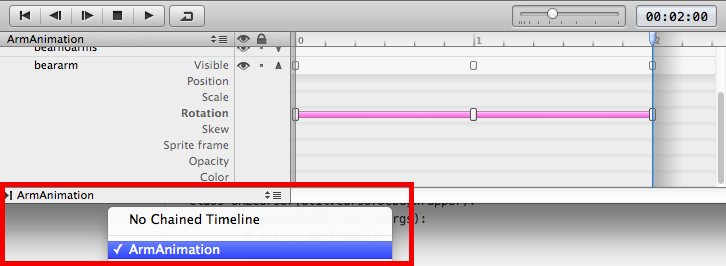 00:02:00
ArmAnimation
0 1 2
beararm Visible
Position
Scale
Rotation
Skew
Sprite frame
Opacity
Color
ArmAnimation
No Chained Timeline
ArmAnimation